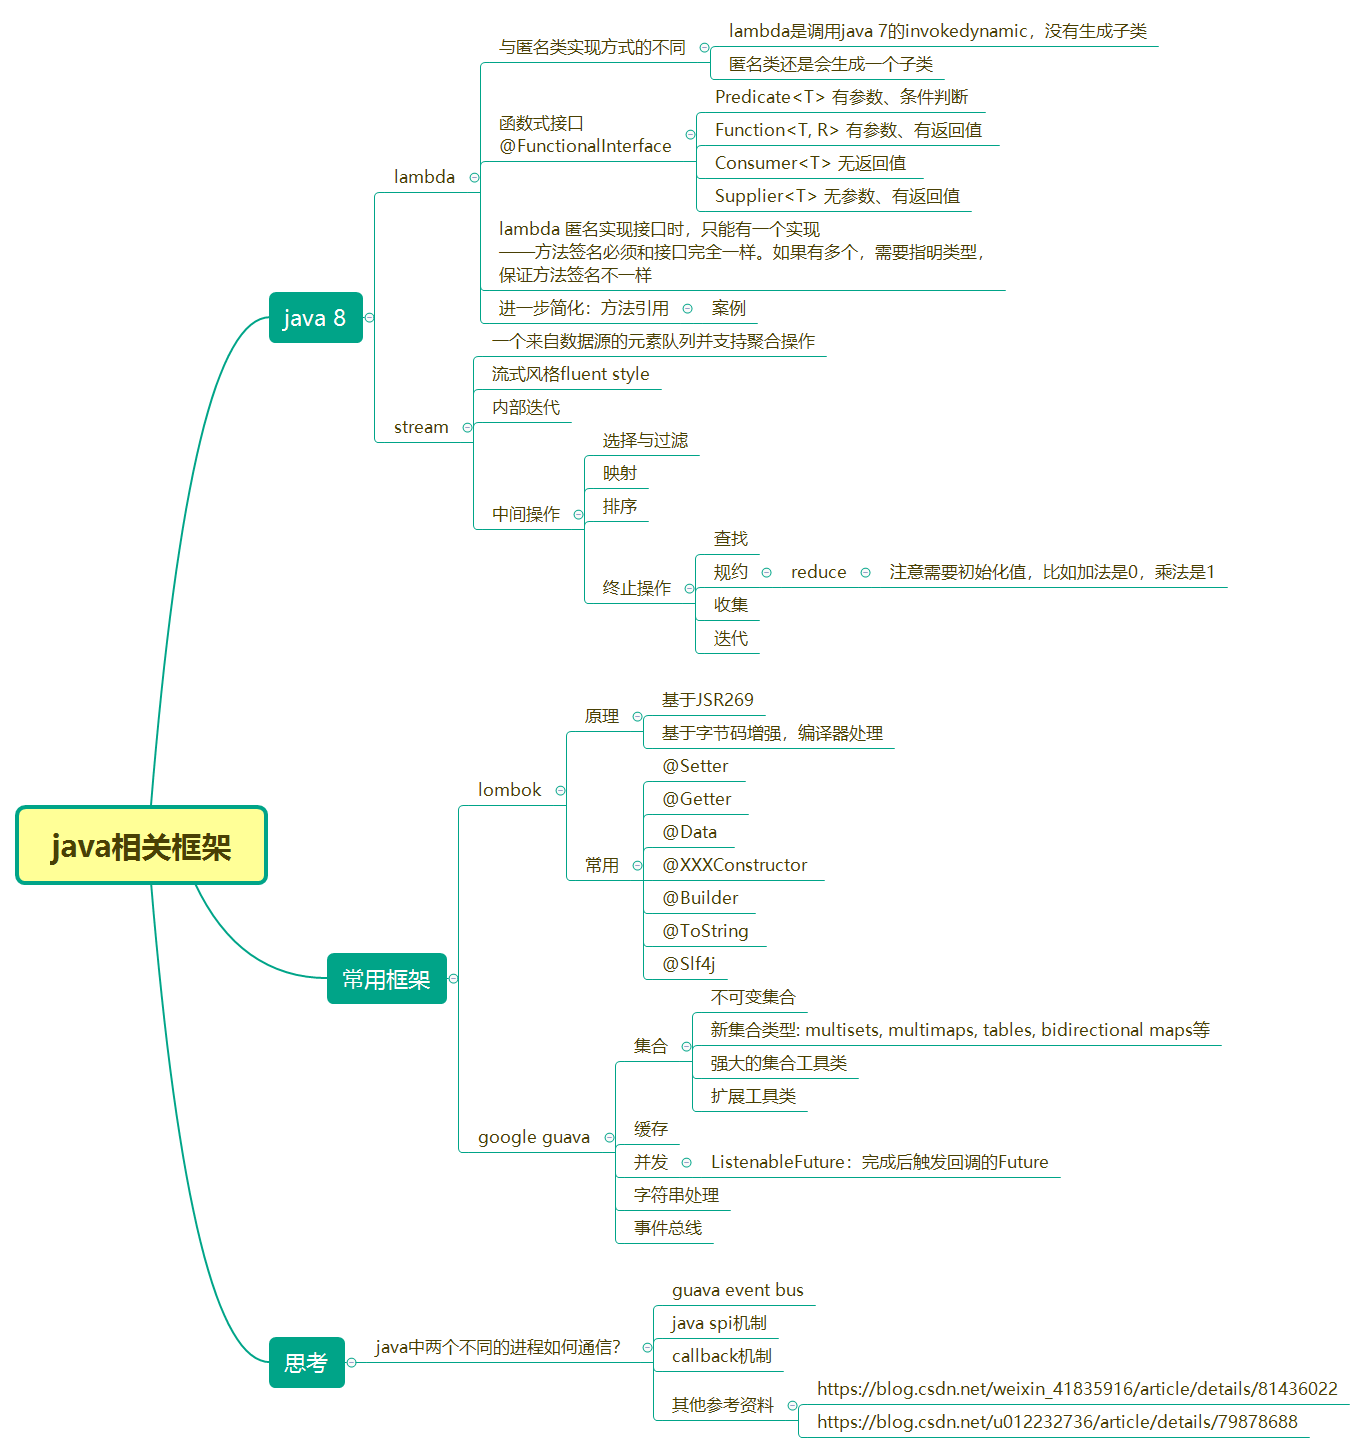 java相关框架
java 8
lambda
与匿名类实现方式的不同
lambda是调用java 7的invokedynamic，没有生成子类
匿名类还是会生成一个子类
函数式接口
@FunctionalInterface
Predicate<T> 有参数、条件判断
Function<T, R> 有参数、有返回值
Consumer<T> 无返回值
Supplier<T> 无参数、有返回值
lambda 匿名实现接口时，只能有一个实现
——方法签名必须和接口完全一样。如果有多个，需要指明类型，
保证方法签名不一样
进一步简化：方法引用
案例
stream
一个来自数据源的元素队列并支持聚合操作
流式风格fluent style
内部迭代
中间操作
选择与过滤
映射
排序
终止操作
查找
规约
reduce
注意需要初始化值，比如加法是0，乘法是1
收集
迭代
常用框架
lombok
原理
基于JSR269
基于字节码增强，编译器处理
常用
@Setter
@Getter
@Data
@XXXConstructor
@Builder
@ToString
@Slf4j
google guava
集合
不可变集合
新集合类型: multisets, multimaps, tables, bidirectional maps等
强大的集合工具类
扩展工具类
缓存
并发
ListenableFuture：完成后触发回调的Future
字符串处理
事件总线
思考
java中两个不同的进程如何通信？
guava event bus
java spi机制
callback机制
其他参考资料
https://blog.csdn.net/weixin_41835916/article/details/81436022
https://blog.csdn.net/u012232736/article/details/79878688